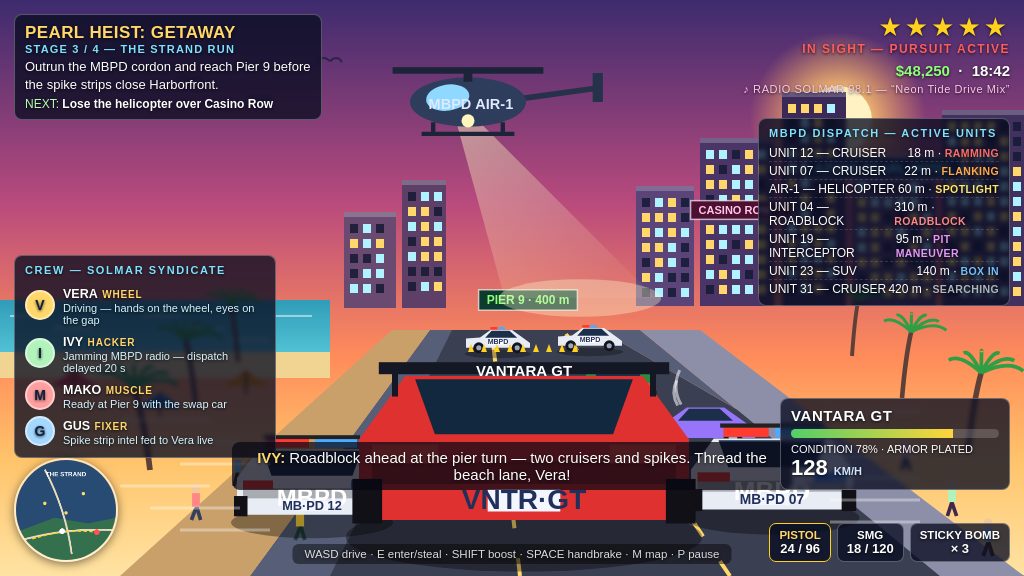 PEARL HEIST: GETAWAY
STAGE 3 / 4 — THE STRAND RUN
Outrun the MBPD cordon and reach Pier 9 before
the spike strips close Harborfront.
NEXT: Lose the helicopter over Casino Row
★★★★★
IN SIGHT — PURSUIT ACTIVE
$48,250 · 18:42
♪ RADIO SOLMAR 98.1 — “Neon Tide Drive Mix”
MBPD AIR-1
MBPD DISPATCH — ACTIVE UNITS
UNIT 12 — CRUISER 18 m · RAMMING
UNIT 07 — CRUISER 22 m · FLANKING
AIR-1 — HELICOPTER 60 m · SPOTLIGHT
UNIT 04 — ROADBLOCK 310 m · ROADBLOCK
UNIT 19 — INTERCEPTOR 95 m · PIT MANEUVER
UNIT 23 — SUV 140 m · BOX IN
UNIT 31 — CRUISER 420 m · SEARCHING
CASINO
PIER 9 · 400 m
CREW — SOLMAR SYNDICATE
V VERA WHEEL
Driving — hands on the wheel, eyes on
the gap
I IVY HACKER
Jamming MBPD radio — dispatch
delayed 20 s
M MAKO MUSCLE
Ready at Pier 9 with the swap car
G GUS FIXER
Spike strip intel fed to Vera live
MBPD
MBPD
VANTARA GT
IVY: Roadblock ahead at the pier turn — two cruisers and spikes. Thread the
beach lane, Vera!
MBPD
MB·PD 12
VNTR·GT
MBPD
MB·PD 07
VANTARA GT
CONDITION 78% · ARMOR PLATED
128 KM/H
THE STRAND
WASD drive · E enter/steal · SHIFT boost · SPACE handbrake · M map · P pause
PISTOL
24 / 96
SMG
18 / 120
STICKY BOMB
× 3